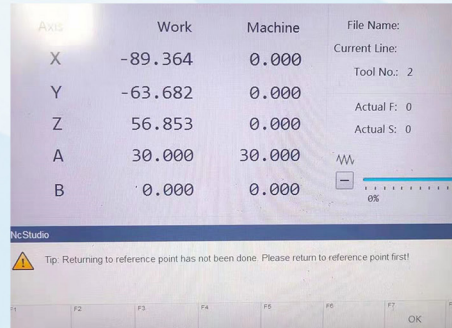 Axis Work Machine File Name:
Current Line:
X -89.364 0.000
Tool No.: 2
Y -63.682 0.000
Actual F: 0
Z 56.853 0.000
Actual S: 0
A 30.000 30.000
B 0.000 0.000
0%
NcStudio
Tip: Returning to reference point has not been done. Please return to reference point first!
F1 F2 F3 F4 F5 F6 F7
OK